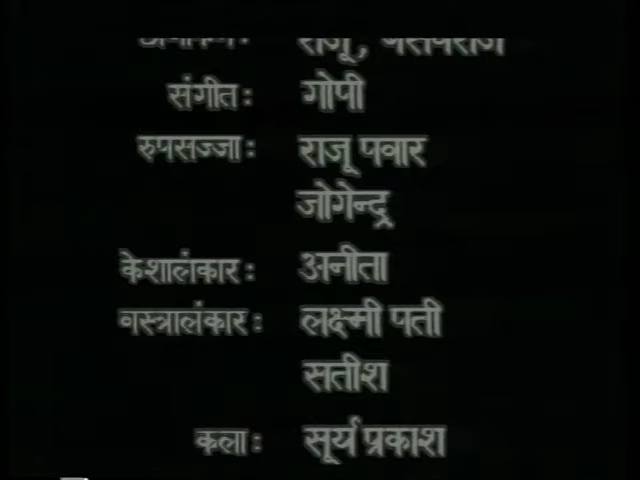 राजू,
संगीत: गोपी
रुपसज्जा: राजू पवार
जोगेन्द्र
केशालंकार: अनीता
वस्त्रालंकार: लक्ष्मी पती
सतीश
कला: सूर्य प्रकाश